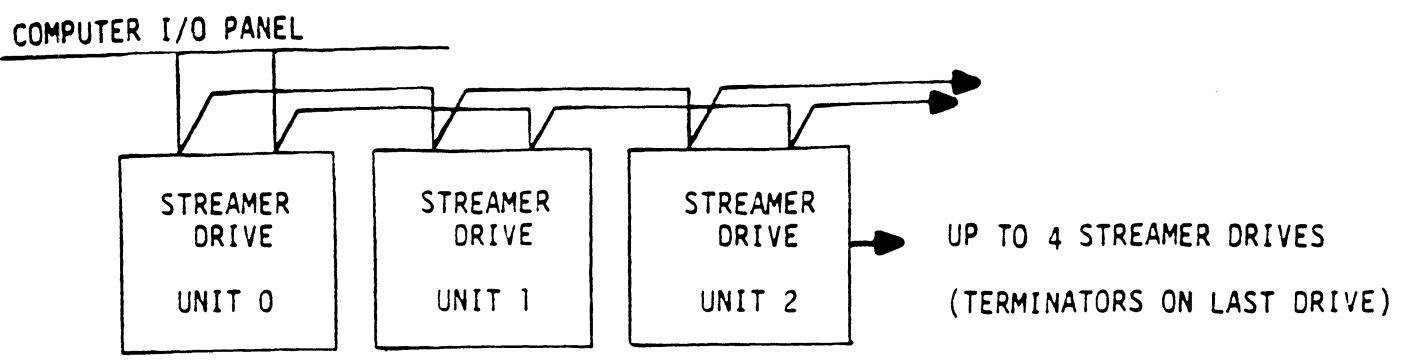 COMPUTER I/O PANEL
STREAMER
DRIVE
UNIT 0
STREAMER
DRIVE
UNIT 1
STREAMER
DRIVE
UNIT 2
UP TO 4 STREAMER DRIVES
(TERMINATORS ON LAST DRIVE)